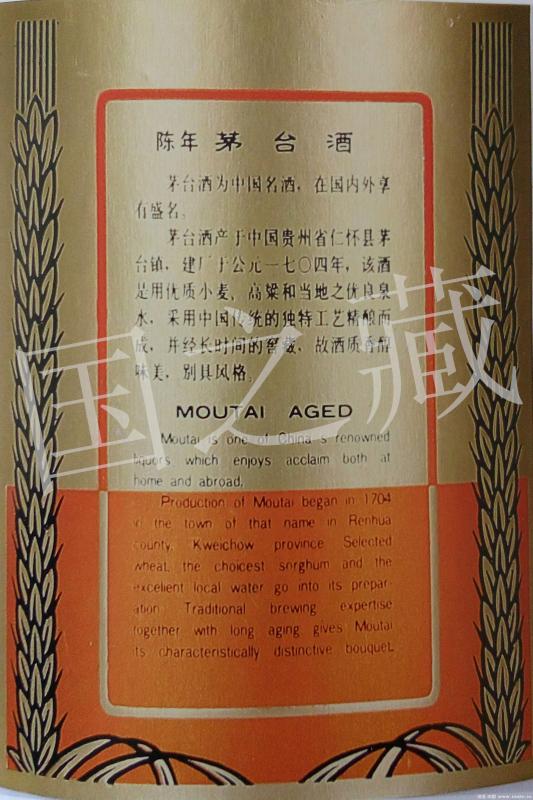 陈年茅台酒
茅台酒为中国名酒，在国内外享
有盛名。
茅台酒产于中国贵州省仁怀县茅
台镇，建厂于公元一七〇四年，该酒
是用优质小麦、高粱和当地之优良泉
水，采用中国传统的独特工艺精酿而
成，并经长时间的窖藏，故酒质香醇
味美，别具风格。
MOUTAI AGED
Moutai is one of China s renowned
liquors which enjoys acclaim both at
home and abroad.
Production of Moutai began in 1704
in the town of that name in Renhua
county, Kweichow province Selected
wheat, the choicest sorghum and the
excellent local water go into its prepar-
ation Traditional brewing expertise
together with long aging gives Moutai
its characteristically distinctive bouquet.
国之藏